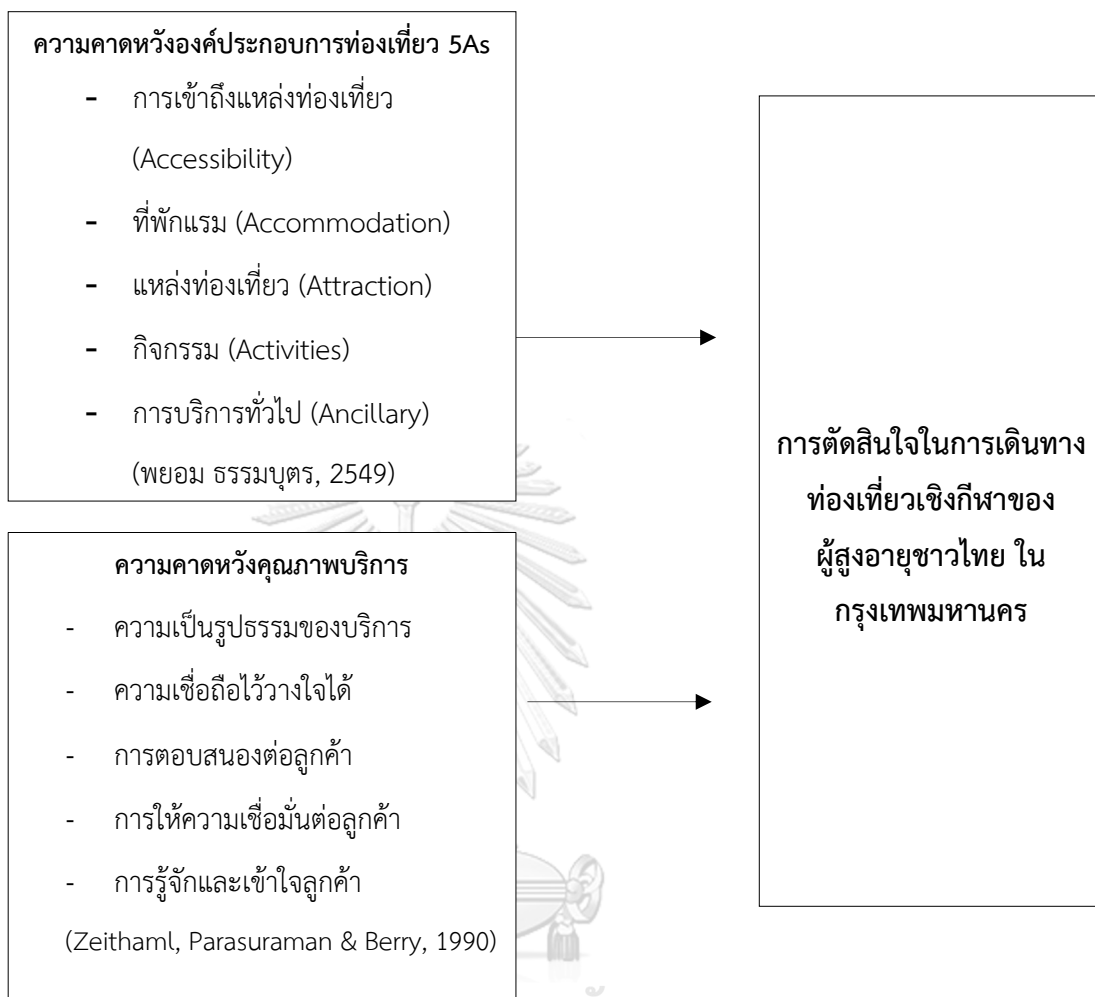 ความคาดหวังองค์ประกอบการท่องเที่ยว 5As
- การเข้าถึงแหล่งท่องเที่ยว
(Accessibility)
- ที่พักแรม (Accommodation)
- แหล่งท่องเที่ยว (Attraction)
- กิจกรรม (Activities)
- การบริการทั่วไป (Ancillary)
(พยอม ธรรมบุตร, 2549)
ความคาดหวังคุณภาพบริการ
- ความเป็นรูปธรรมของบริการ
- ความเชื่อถือไว้วางใจได้
- การตอบสนองต่อลูกค้า
- การให้ความเชื่อมั่นต่อลูกค้า
- การรู้จักและเข้าใจลูกค้า
(Zeithaml, Parasuraman & Berry, 1990)
การตัดสินใจในการเดินทาง
ท่องเที่ยวเชิงกีฬาของ
ผู้สูงอายุชาวไทย ใน
กรุงเทพมหานคร